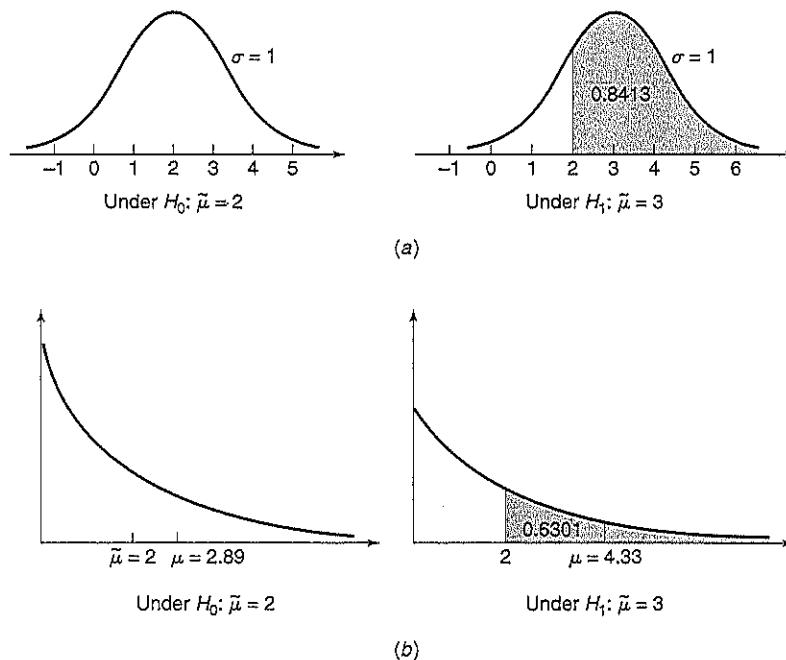 σ = 1
σ = 1
0.8413
−1 0 1 2 3 4 5
−1 0 1 2 3 4 5 6
Under H₀: μ̃ = 2
Under H₁: μ̃ = 3
(a)
0.6301
μ̃ = 2 μ = 2.89
2 μ = 4.33
Under H₀: μ̃ = 2
Under H₁: μ̃ = 3
(b)